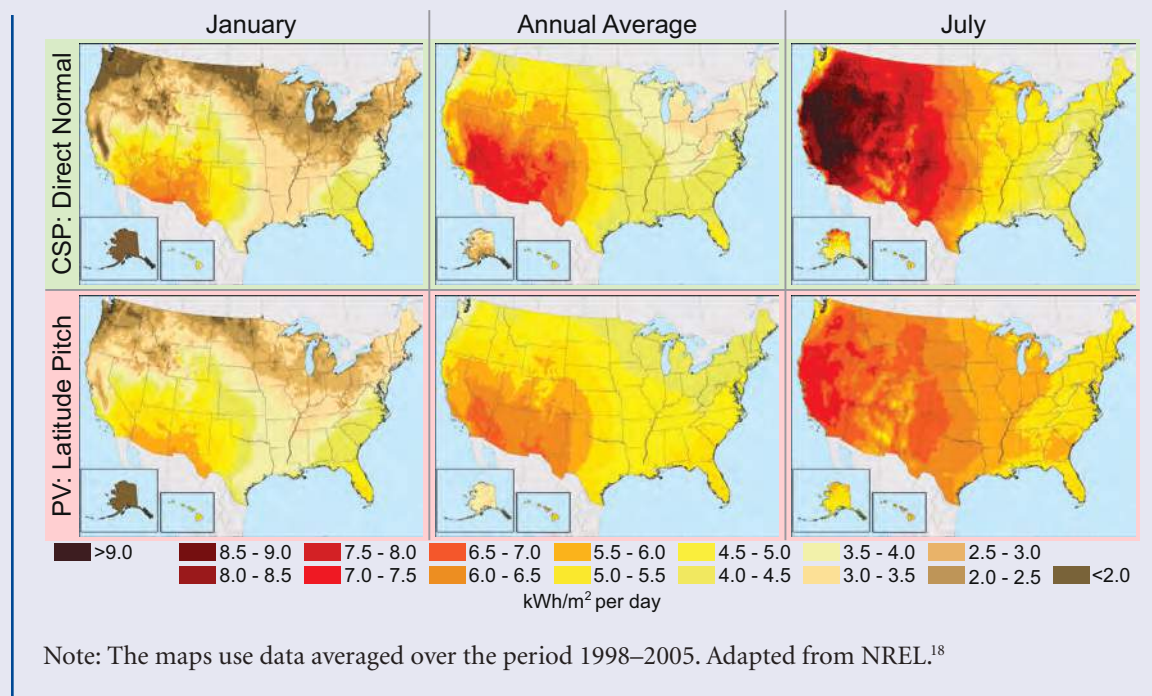 January
Annual Average
July
CSP: Direct Normal
PV: Latitude Pitch
>9.0
8.5 - 9.0
7.5 - 8.0
6.5 - 7.0
5.5 - 6.0
4.5 - 5.0
3.5 - 4.0
2.5 - 3.0
8.0 - 8.5
7.0 - 7.5
6.0 - 6.5
5.0 - 5.5
4.0 - 4.5
3.0 - 3.5
2.0 - 2.5
<2.0
kWh/m² per day
Note: The maps use data averaged over the period 1998–2005. Adapted from NREL.¹⁸